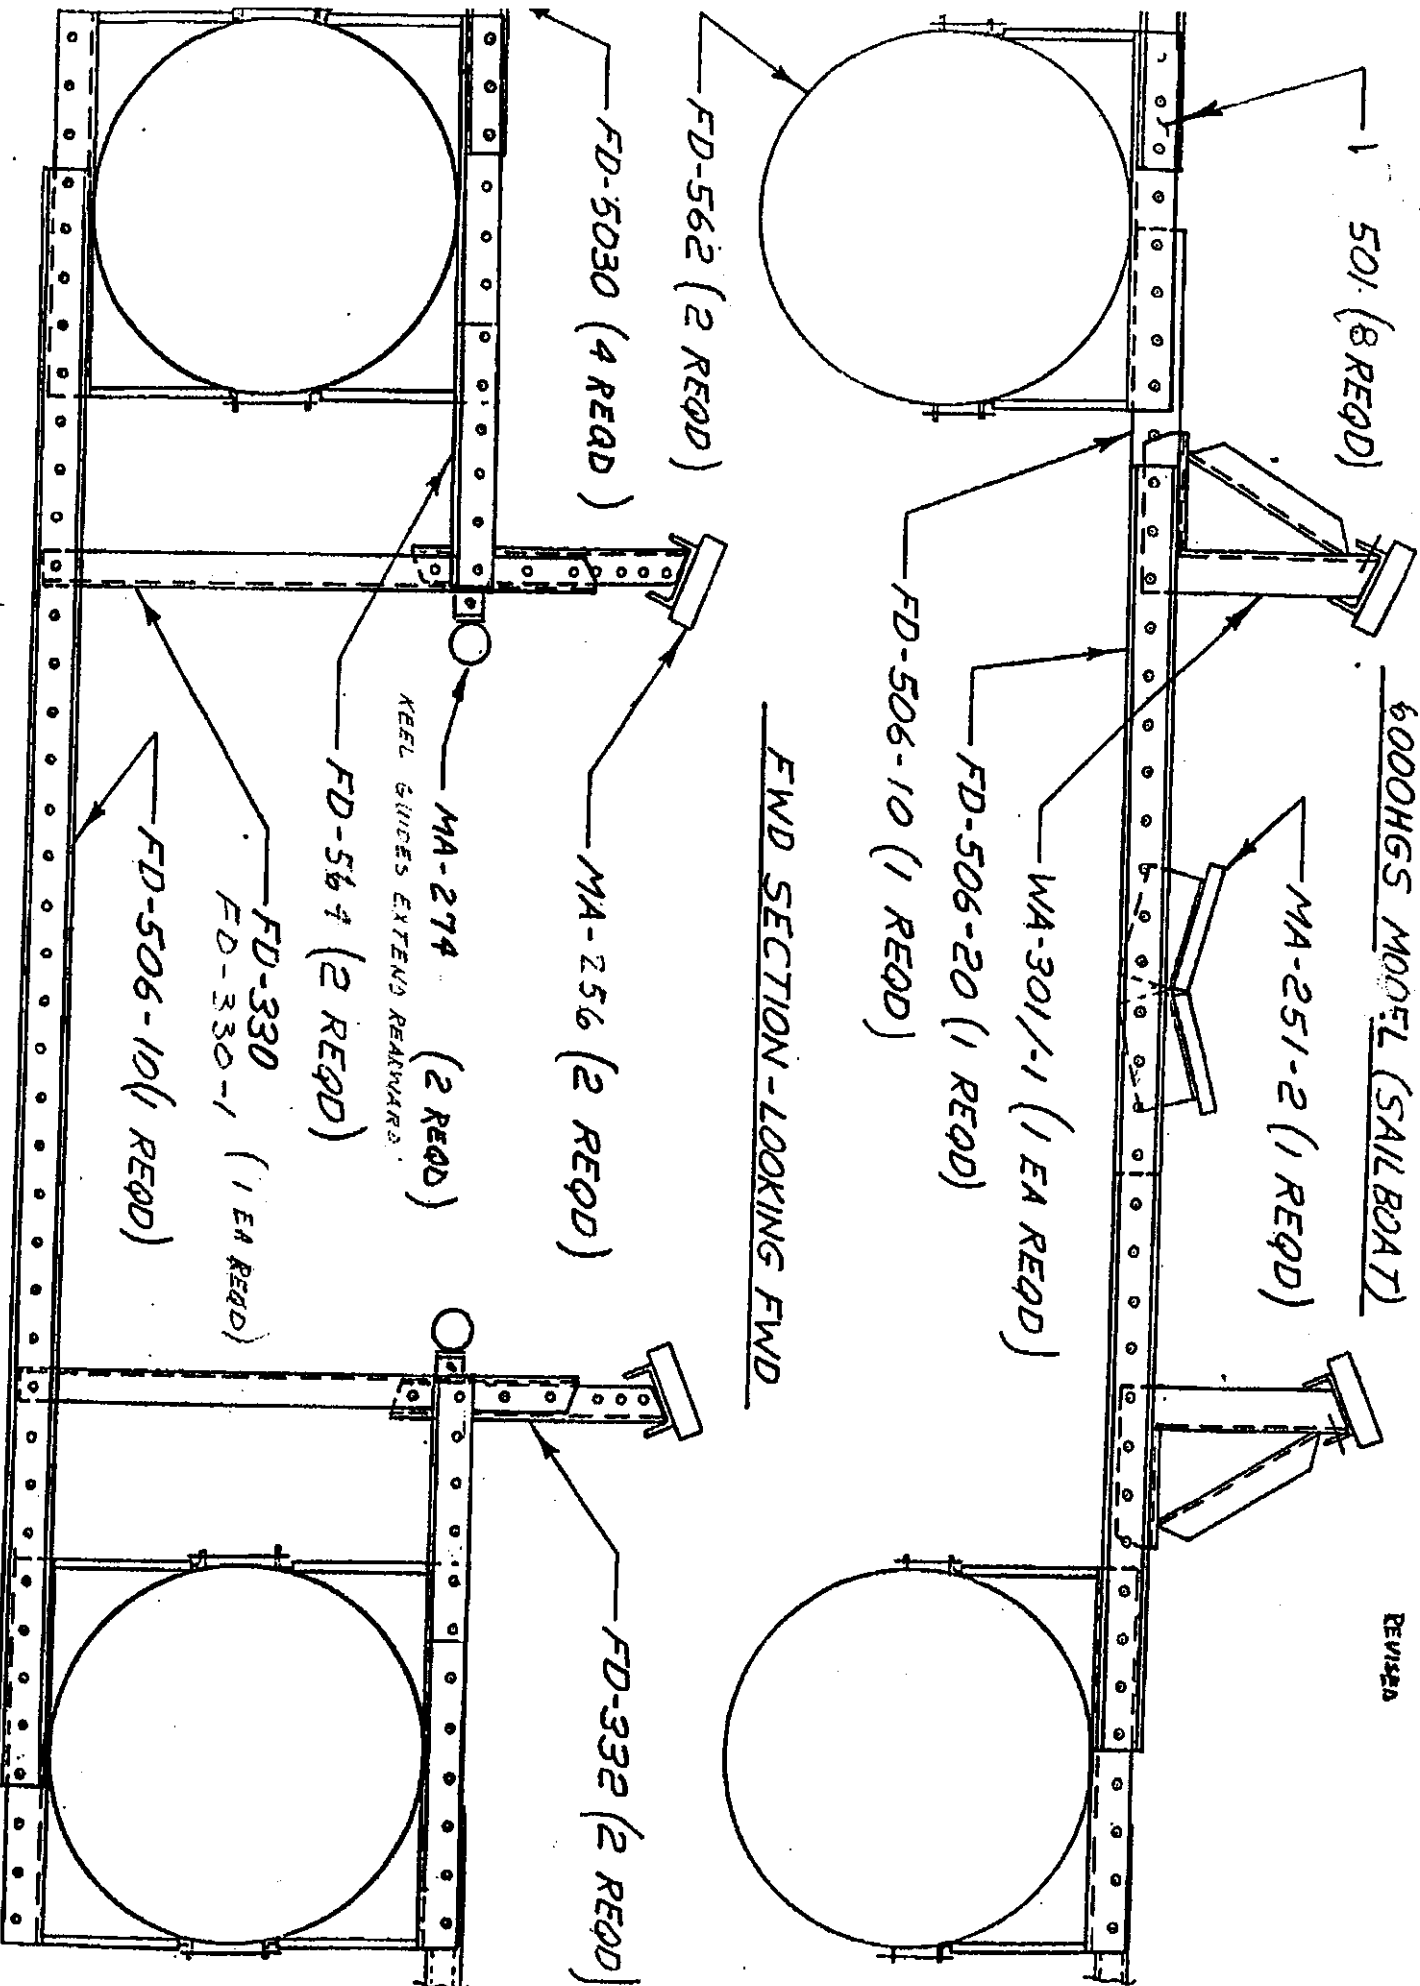 6000HGS MODEL (SAILBOAT)
REVISED
501 (8 REQD)
MA-251-2 (1 REQD)
WA-301/-1 (1 EA REQD)
FD-506-20 (1 REQD)
FD-506-10 (1 REQD)
FWD SECTION-LOOKING FWD
FD-562 (2 REQD)
FD-5030 (4 REQD)
MA-256 (2 REQD)
FD-332 (2 REQD)
MA-274 (2 REQD)
KEEL GUIDES EXTEND REARWARD.
(2 REQD)
FD-330
FD-330-1 (1 EA REQD)
FD-506-10 (1 REQD)